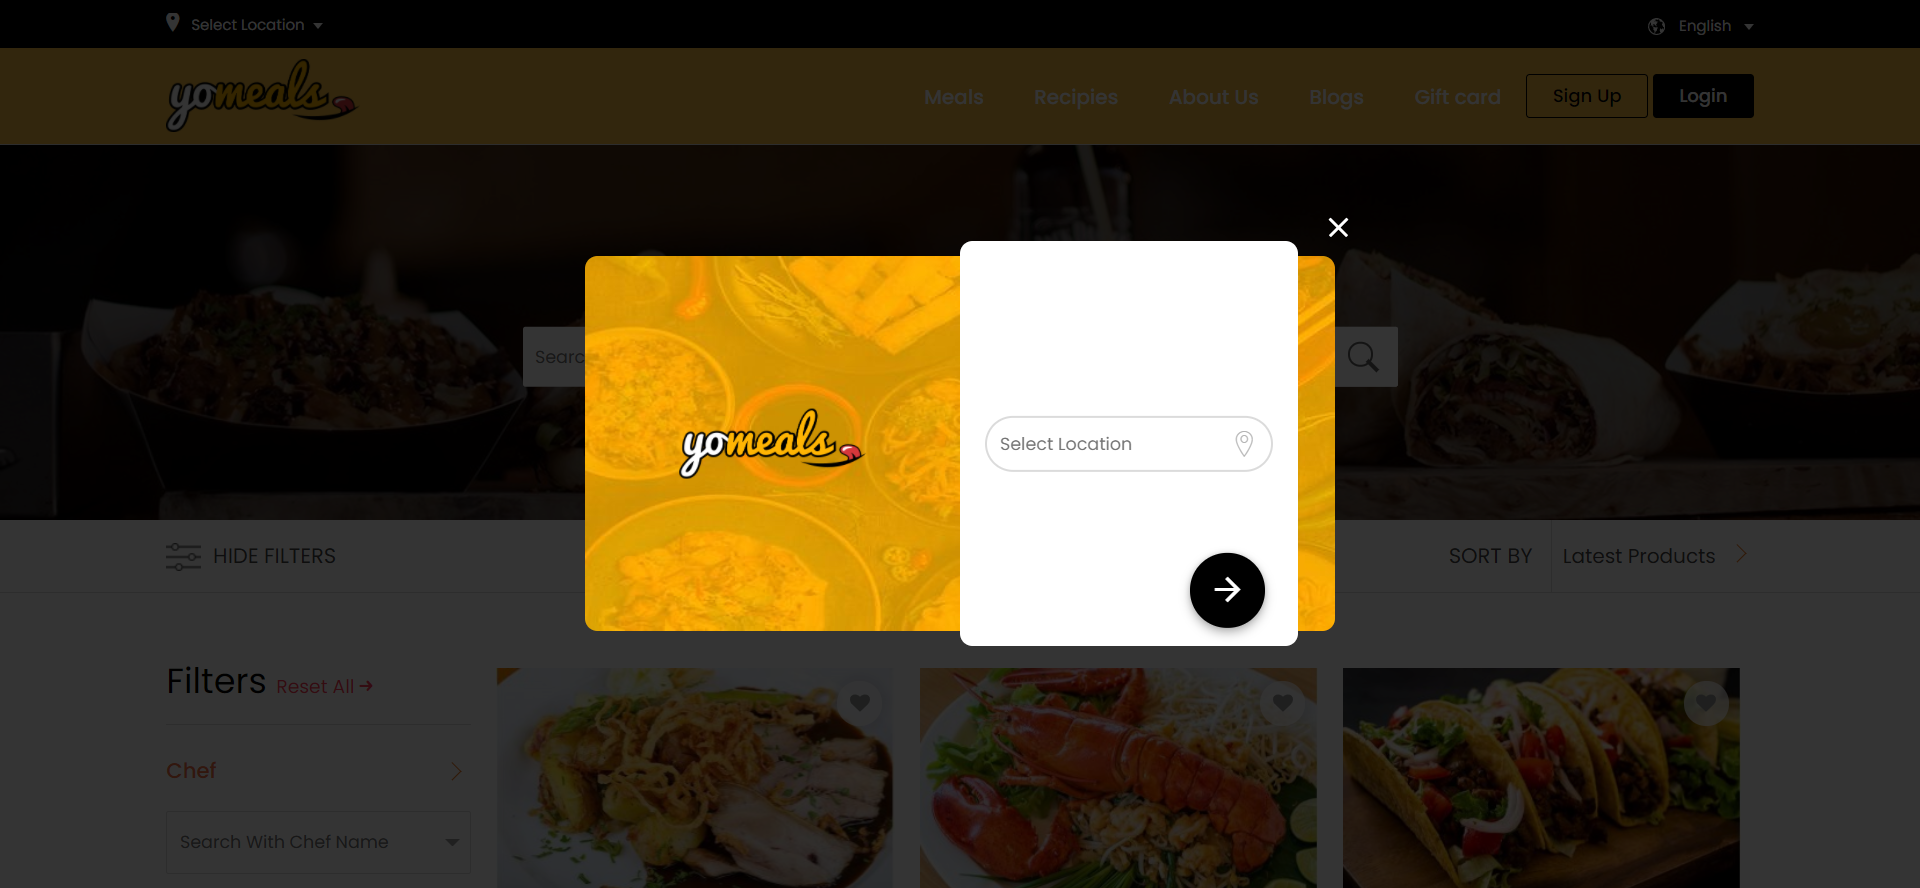 Select Location
English
yomeals
Meals
Recipies
About Us
Blogs
Gift card
Sign Up
Login
Searc
yomeals
Select Location
HIDE FILTERS
SORT BY
Latest Products
Filters
Reset All
Chef
Search With Chef Name